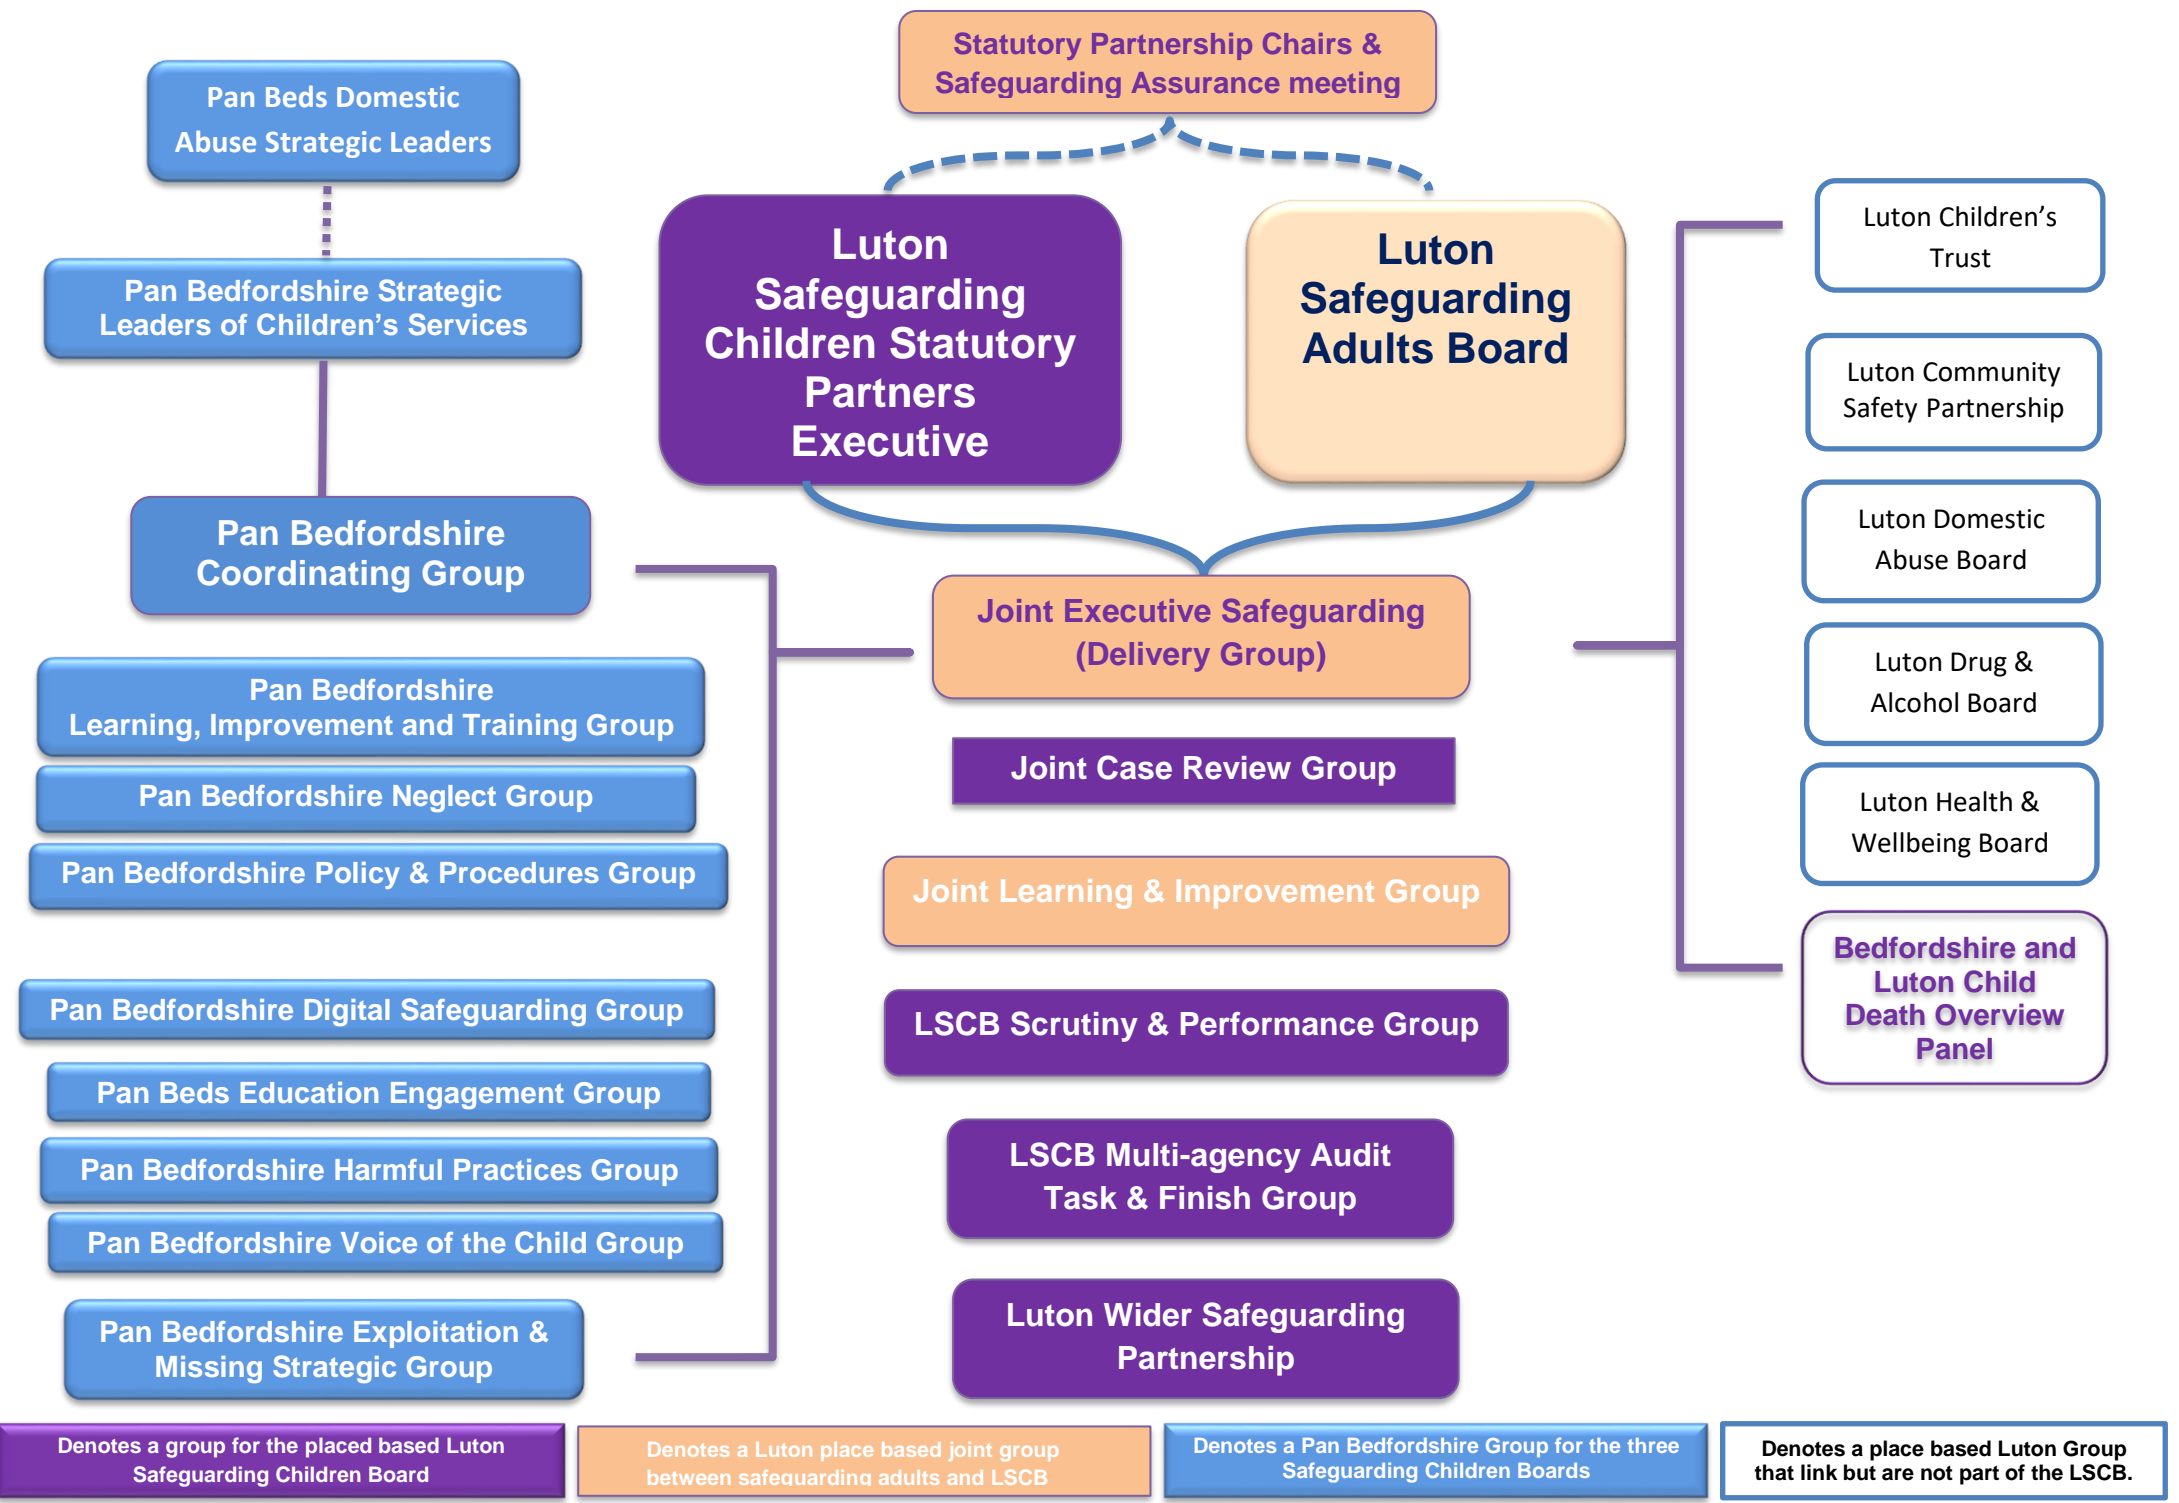 Statutory Partnership Chairs &
Safeguarding Assurance meeting
Pan Beds Domestic
Abuse Strategic Leaders
Pan Bedfordshire Strategic
Leaders of Children’s Services
Pan Bedfordshire
Coordinating Group
Pan Bedfordshire
Learning, Improvement and Training Group
Pan Bedfordshire Neglect Group
Pan Bedfordshire Policy & Procedures Group
Pan Bedfordshire Digital Safeguarding Group
Pan Beds Education Engagement Group
Pan Bedfordshire Harmful Practices Group
Pan Bedfordshire Voice of the Child Group
Pan Bedfordshire Exploitation &
Missing Strategic Group
Luton
Safeguarding
Children Statutory
Partners
Executive
Luton
Safeguarding
Adults Board
Joint Executive Safeguarding
(Delivery Group)
Joint Case Review Group
Joint Learning & Improvement Group
LSCB Scrutiny & Performance Group
LSCB Multi-agency Audit
Task & Finish Group
Luton Wider Safeguarding
Partnership
Luton Children’s
Trust
Luton Community
Safety Partnership
Luton Domestic
Abuse Board
Luton Drug &
Alcohol Board
Luton Health &
Wellbeing Board
Bedfordshire and
Luton Child
Death Overview
Panel
Denotes a group for the placed based Luton
Safeguarding Children Board
Denotes a Luton place based joint group
between safeguarding adults and LSCB
Denotes a Pan Bedfordshire Group for the three
Safeguarding Children Boards
Denotes a place based Luton Group
that link but are not part of the LSCB.